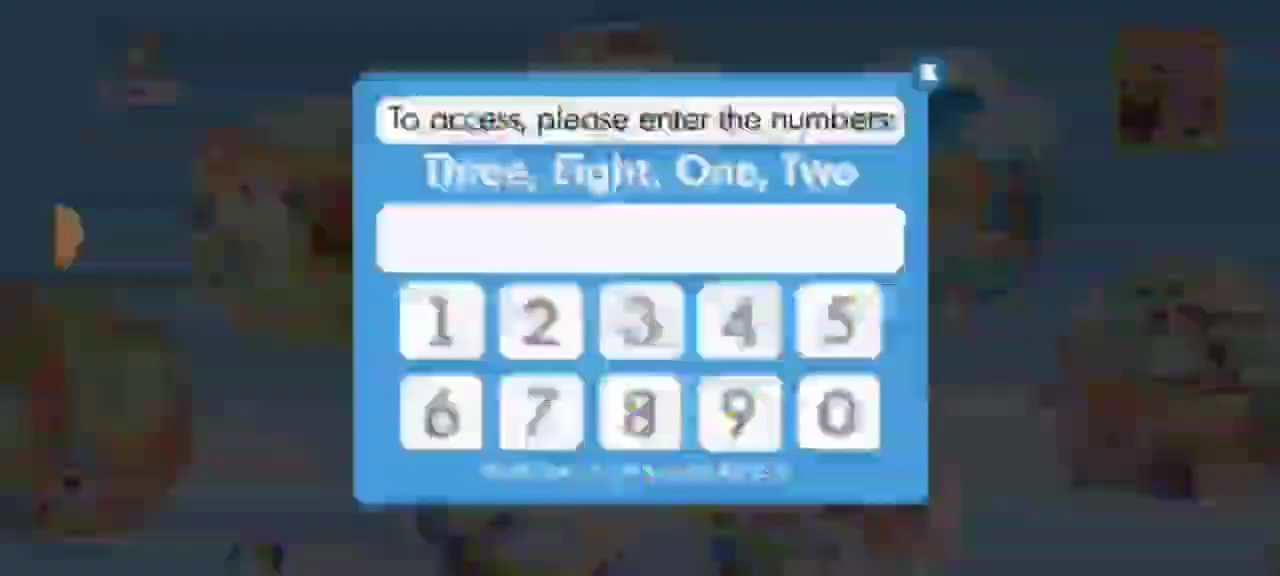 To access, please enter the numbers:
Three, Eight, One, Two
1 2 3 4 5
6 7 8 9 0